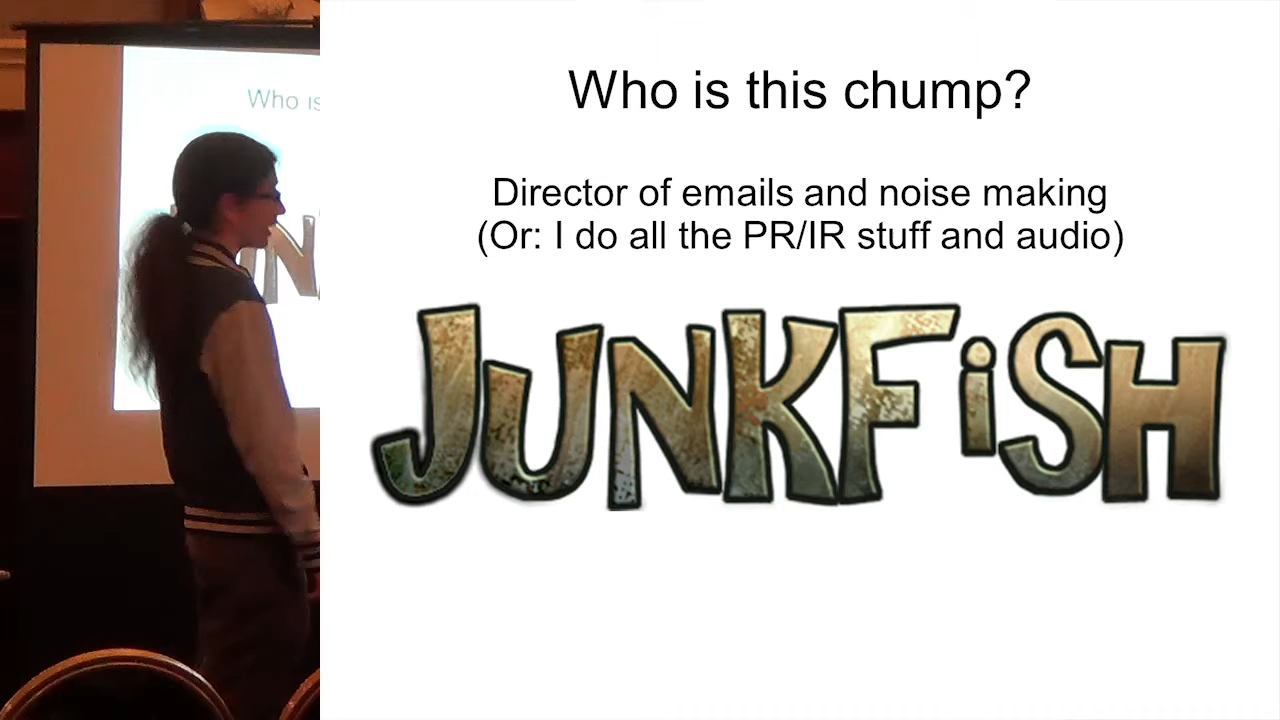 Who is this chump?
Director of emails and noise making
(Or: I do all the PR/IR stuff and audio)
JUNKFiSH
Who is